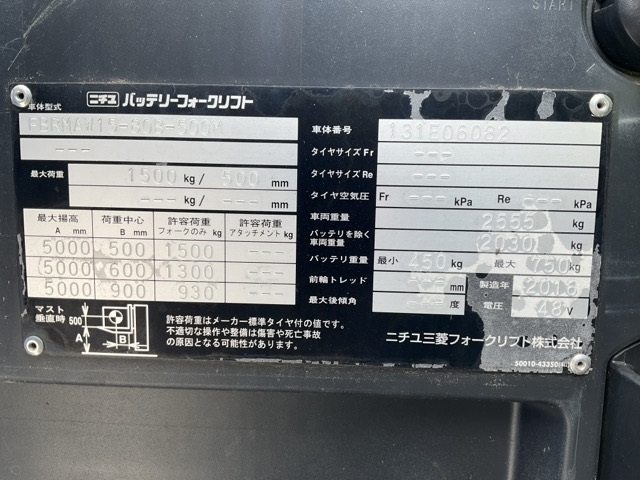 START
ニチユ バッテリーフォークリフト
車体型式
車体番号 131F06062
--- タイヤサイズ Fr ---
最大荷重 1500 kg / 500 mm タイヤサイズ Re ---
--- kg / --- mm タイヤ空気圧 Fr --- kPa Re --- kPa
最大揚高 A mm 荷重中心 B mm 許容荷重 フォークのみ kg 許容荷重 アタッチメント kg
5000 500 1500 ---
(5000 (600) 1300 ---
5000 900 930 ---
車両重量 2565 kg
バッテリを除く 車両重量 2030 kg
バッテリ重量 最小 450 kg 最大 750 kg
前輪トレッド mm 製造年 2016
最大後傾角 度 電圧 48 V
マスト 垂直時 500 A B
許容荷重はメーカー標準タイヤ付の値です。
不適切な操作や整備は傷害や死亡事故
の原因となる可能性があります。
ニチユ三菱フォークリフト株式会社